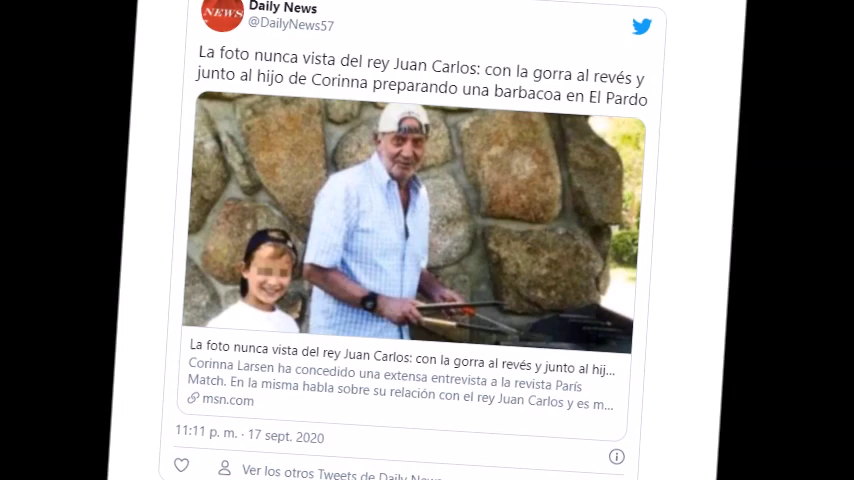 NEWS
Daily News
@DailyNews57
La foto nunca vista del rey Juan Carlos: con la gorra al revés y
junto al hijo de Corinna preparando una barbacoa en El Pardo
La foto nunca vista del rey Juan Carlos: con la gorra al revés y junto al hij...
Corinna Larsen ha concedido una extensa entrevista a la revista París
Match. En la misma habla sobre su relación con el rey Juan Carlos y es m...
msn.com
11:11 p. m. · 17 sept. 2020
Ver los otros Tweets de Daily News